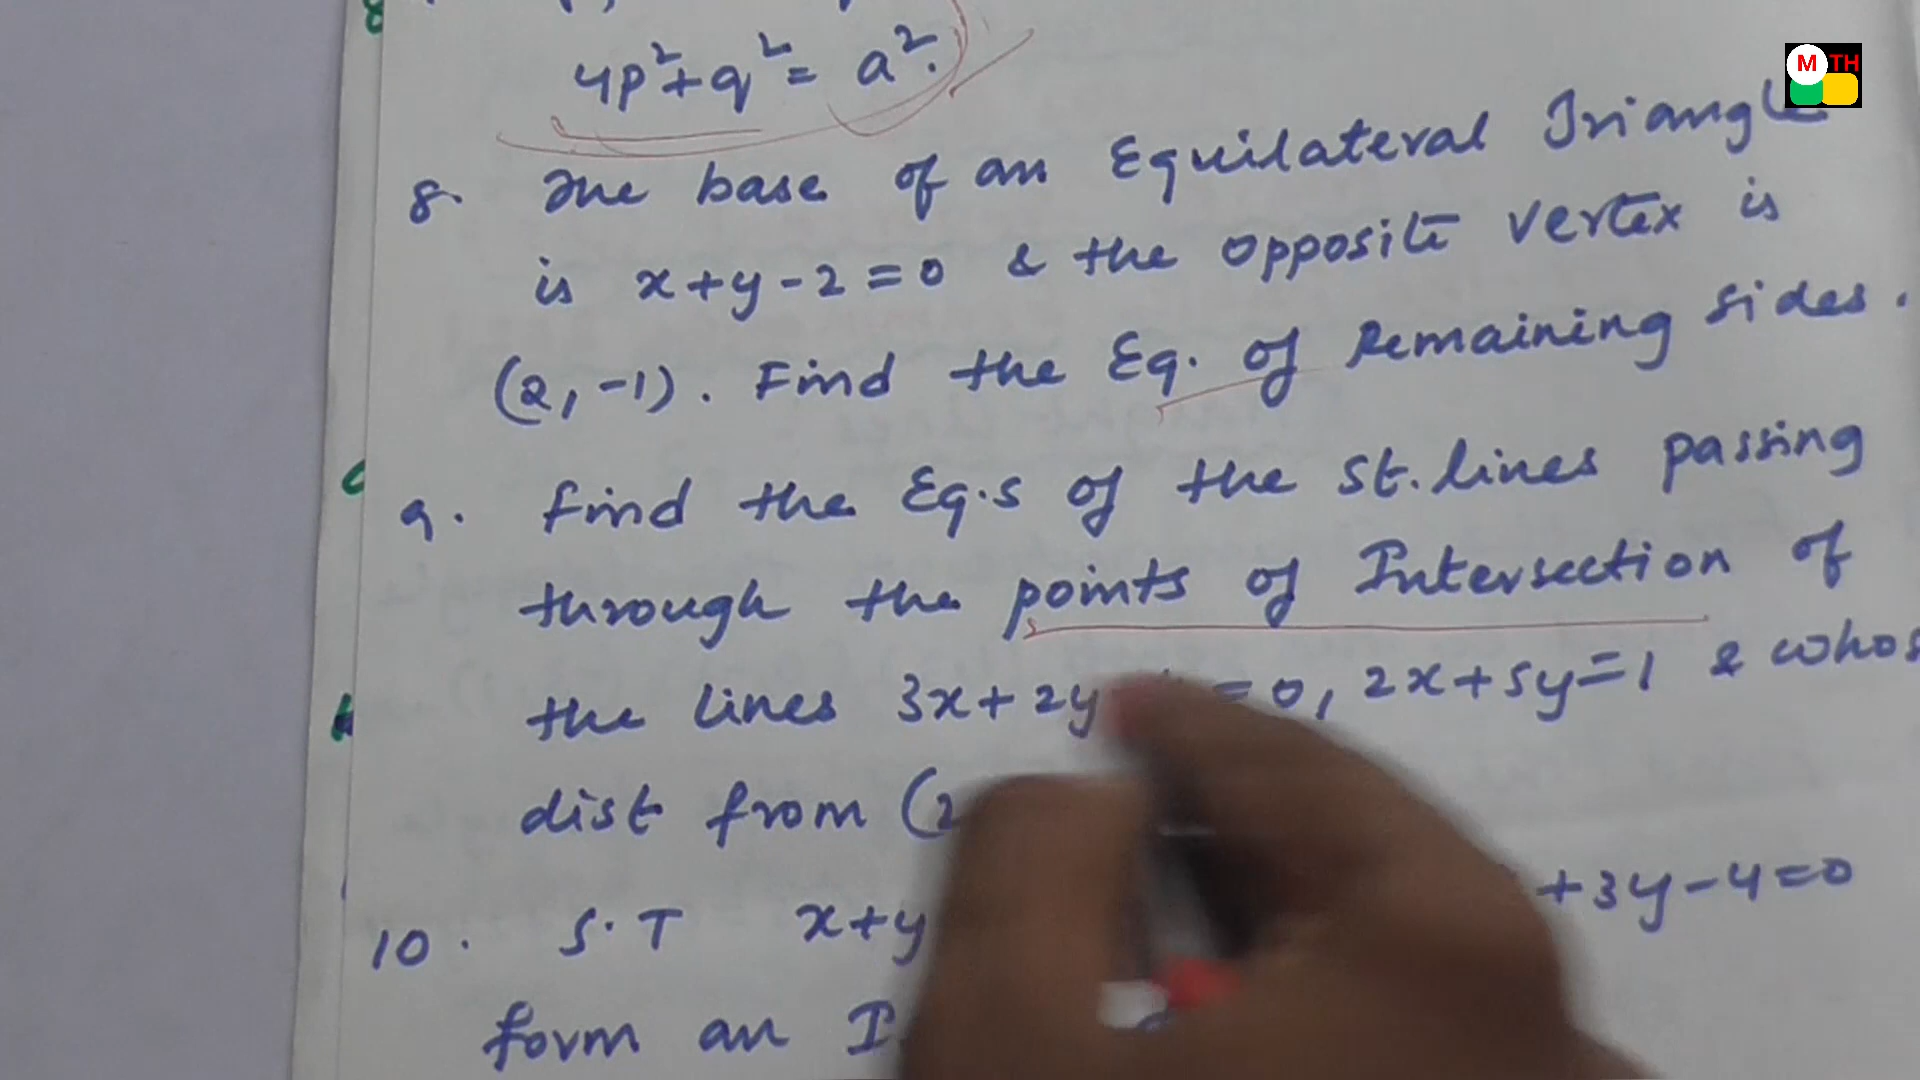 4p²+q² = a².
8. The base of an Equilateral Triangle
is x+y-2=0 & the opposite vertex is
(2,-1). Find the Eq. of Remaining sides.
9. Find the Eq.s of the St. lines passing
through the points of Intersection of
the lines 3x+2y =0, 2x+5y=1 &
dist from (2
10. S.T x+y +3y-4=0
form an
M TH